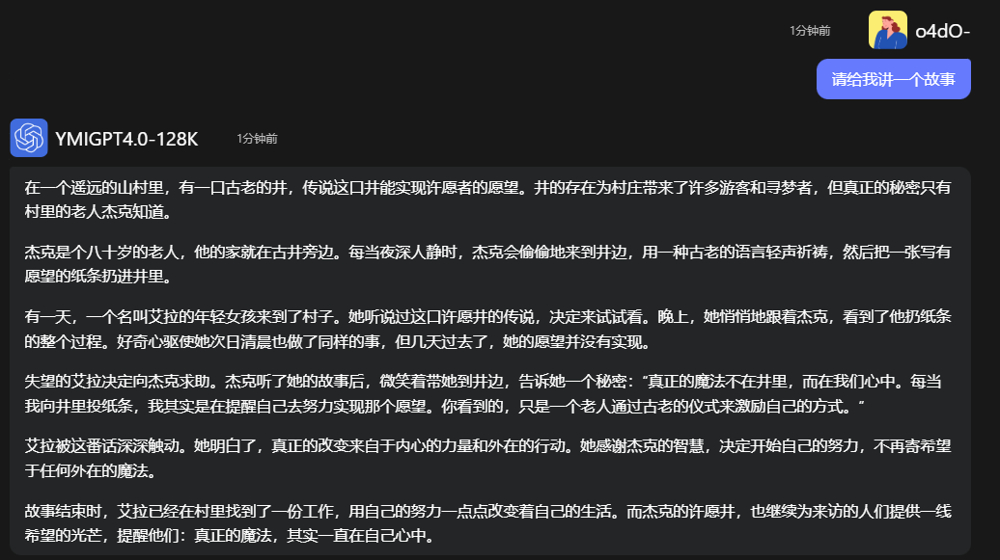 1分钟前
o4dO-
请给我讲一个故事
YMIGPT4.0-128K
1分钟前
在一个遥远的山村里，有一口古老的井，传说这口井能实现许愿者的愿望。井的存在为村庄带来了许多游客和寻梦者，但真正的秘密只有
村里的老人杰克知道。
杰克是个八十岁的老人，他的家就在古井旁边。每当夜深人静时，杰克会偷偷地来到井边，用一种古老的语言轻声祈祷，然后把一张写有
愿望的纸条扔进井里。
有一天，一个名叫艾拉的年轻女孩来到了村子。她听说过这口许愿井的传说，决定来试试看。晚上，她悄悄地跟着杰克，看到了他扔纸条
的整个过程。好奇心驱使她次日清晨也做了同样的事，但几天过去了，她的愿望并没有实现。
失望的艾拉决定向杰克求助。杰克听了她的故事后，微笑着带她到井边，告诉她一个秘密：“真正的魔法不在井里，而在我们心中。每当
我向井里投纸条，我其实是在提醒自己去努力实现那个愿望。你看到的，只是一个老人通过古老的仪式来激励自己的方式。”
艾拉被这番话深深触动。她明白了，真正的改变来自于内心的力量和外在的行动。她感谢杰克的智慧，决定开始自己的努力，不再寄希望
于任何外在的魔法。
故事结束时，艾拉已经在村里找到了一份工作，用自己的努力一点点改变着自己的生活。而杰克的许愿井，也继续为来访的人们提供一线
希望的光芒，提醒他们：真正的魔法，其实一直在自己心中。